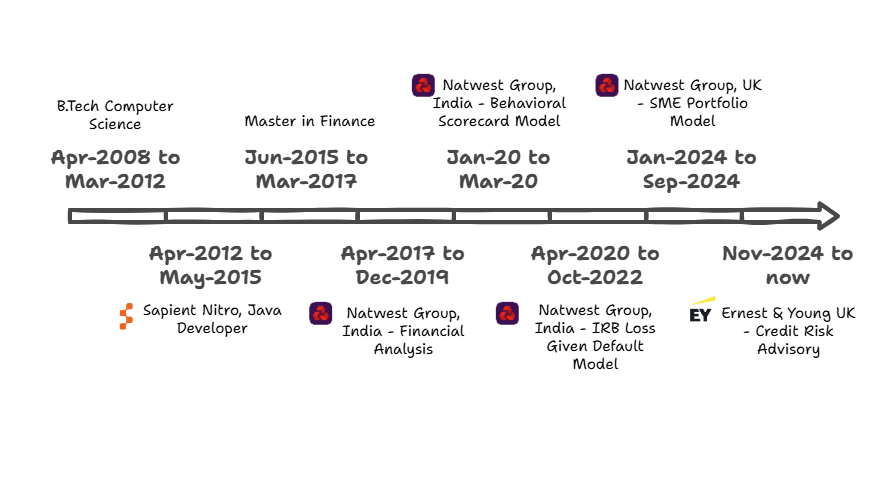 B.Tech Computer
Science
Apr-2008 to
Mar-2012
Master in Finance
Jun-2015 to
Mar-2017
Natwest Group,
India - Behavioral
Scorecard Model
Jan-20 to
Mar-20
Natwest Group, UK
- SME Portfolio
Model
Jan-2024 to
Sep-2024
Apr-2012 to
May-2015
Sapient Nitro, Java
Developer
Apr-2017 to
Dec-2019
Natwest Group,
India - Financial
Analysis
Apr-2020 to
Oct-2022
Natwest Group,
India - IRB Loss
Given Default
Model
Nov-2024 to
now
EY
Ernest & Young UK
- Credit Risk
Advisory